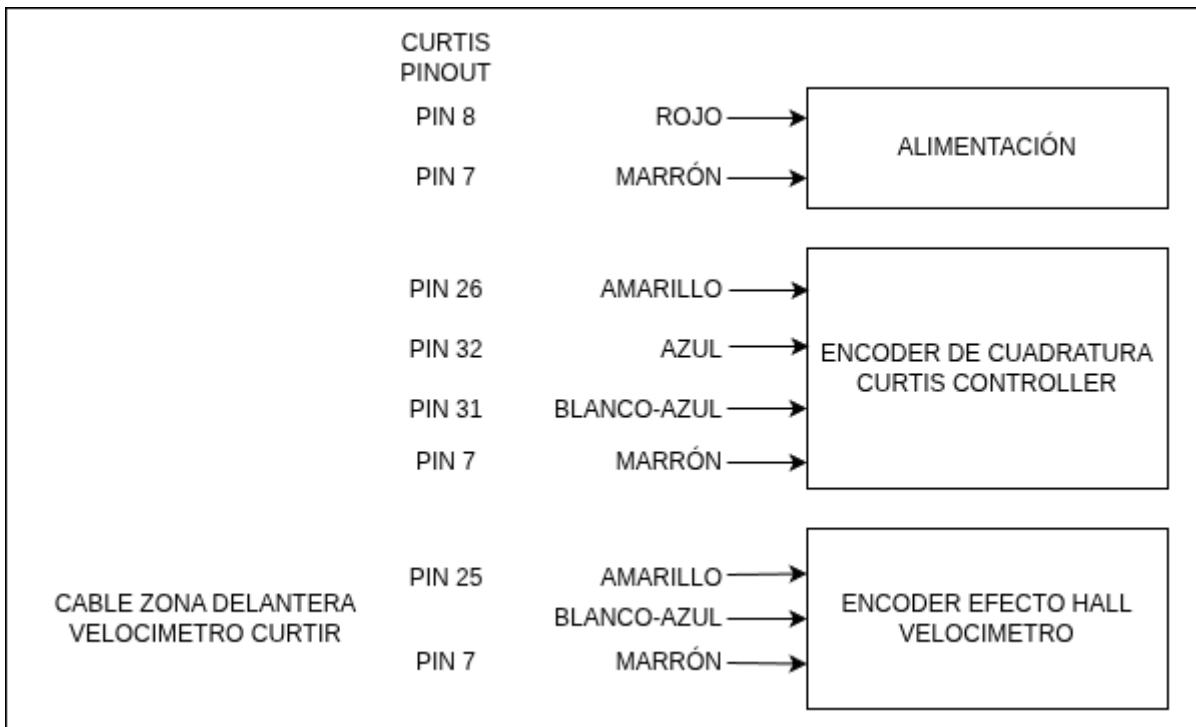 CURTIS
PINOUT
PIN 8 ROJO
ALIMENTACIÓN
PIN 7 MARRÓN
PIN 26 AMARILLO
PIN 32 AZUL
ENCODER DE CUADRATURA
CURTIS CONTROLLER
PIN 31 BLANCO-AZUL
PIN 7 MARRÓN
PIN 25 AMARILLO
CABLE ZONA DELANTERA
VELOCIMETRO CURTIR
BLANCO-AZUL
ENCODER EFECTO HALL
VELOCIMETRO
PIN 7 MARRÓN